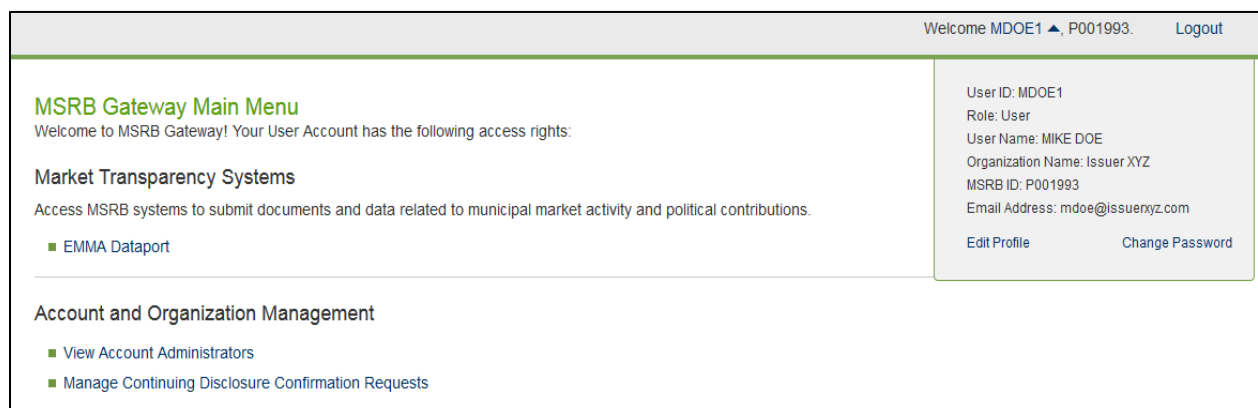 Welcome MDOE1 ▲, P001993. Logout
MSRB Gateway Main Menu
Welcome to MSRB Gateway! Your User Account has the following access rights:
Market Transparency Systems
Access MSRB systems to submit documents and data related to municipal market activity and political contributions.
EMMA Dataport
Account and Organization Management
View Account Administrators
Manage Continuing Disclosure Confirmation Requests
User ID: MDOE1
Role: User
User Name: MIKE DOE
Organization Name: Issuer XYZ
MSRB ID: P001993
Email Address: mdoe@issuerxyz.com
Edit Profile Change Password